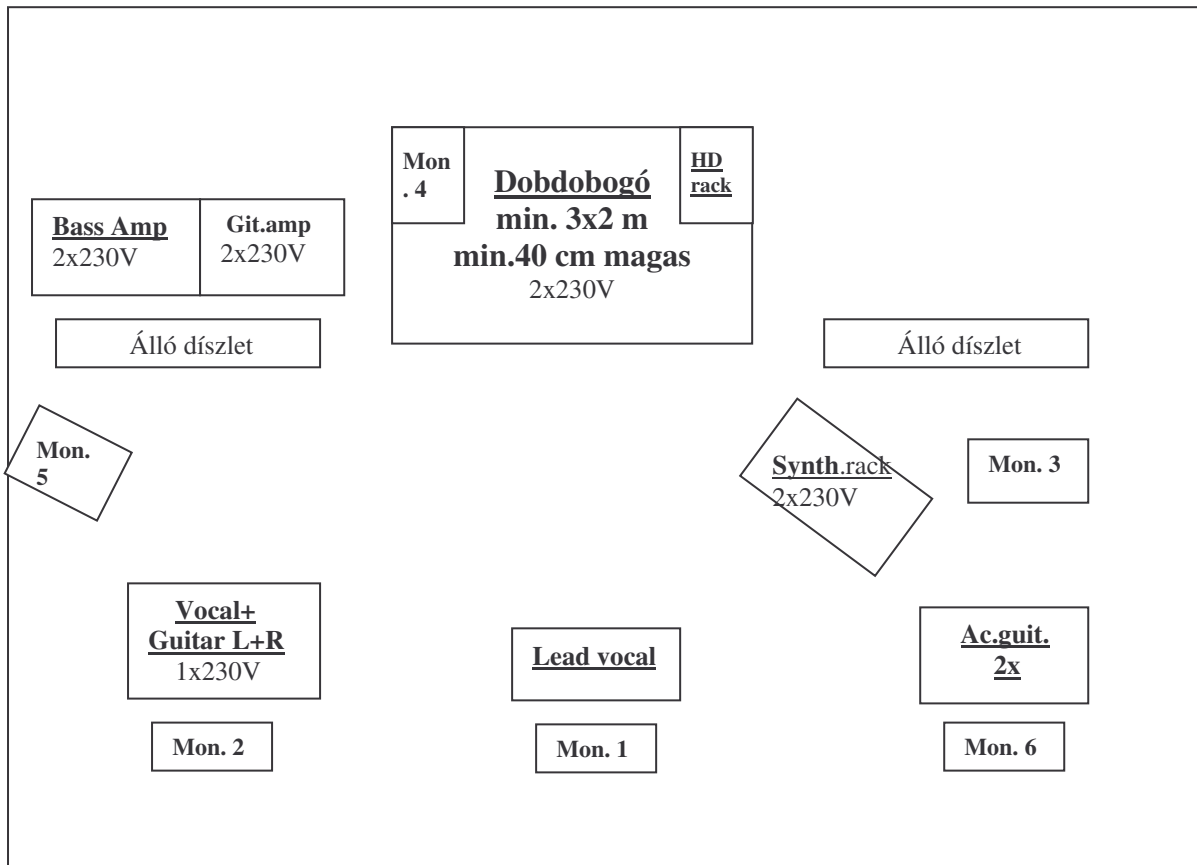 Mon
. 4
HD
rack
Dobdobogó
min. 3x2 m
min.40 cm magas
2x230V
Bass Amp
2x230V
Git.amp
2x230V
Álló díszlet
Álló díszlet
Mon.
5
Synth.rack
2x230V
Mon. 3
Vocal+
Guitar L+R
1x230V
Lead vocal
Ac.guit.
2x
Mon. 2
Mon. 1
Mon. 6